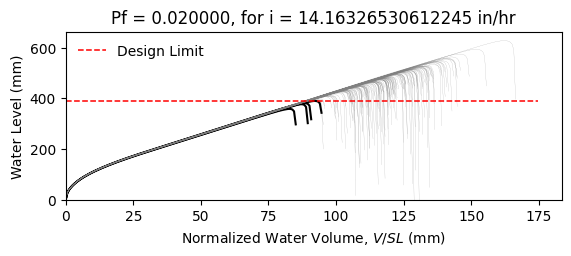 Pf = 0.020000, for i = 14.16326530612245 in/hr
Water Level (mm)
600
400
200
0
Design Limit
0 25 50 75 100 125 150 175
Normalized Water Volume, V/SL (mm)